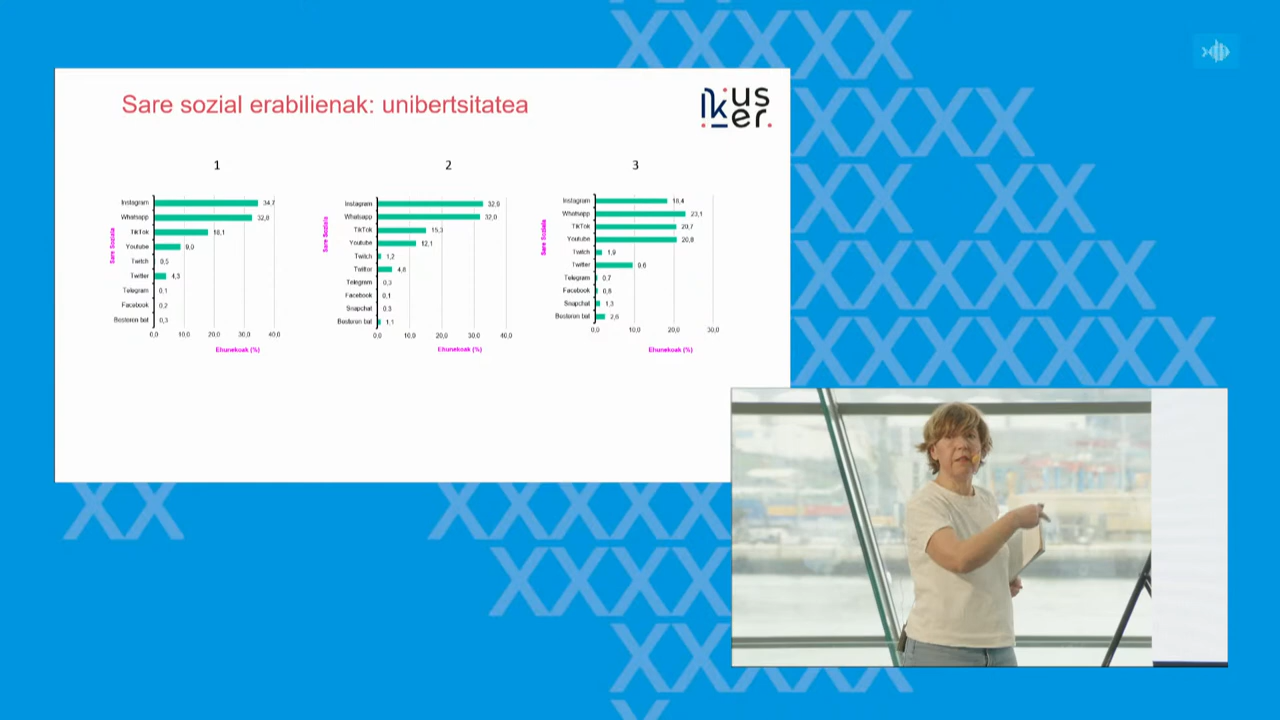 Sare sozial erabilienak: unibertsitatea
ikus
er.
1
Sare Soziala
Instagram 34,7
Whatsapp 32,8
TikTok 18,1
Youtube 9,0
Twitch 0,5
Twitter 4,3
Telegram 0,1
Facebook 0,2
Besteren bat 0,3
0,0 10,0 20,0 30,0 40,0
Ehunekoak (%)
2
Sare Soziala
Instagram 32,9
Whatsapp 32,0
TikTok 15,3
Youtube 12,1
Twitch 1,2
Twitter 4,8
Telegram 0,3
Facebook 0,1
Snapchat 0,3
Besteren bat 1,1
0,0 10,0 20,0 30,0 40,0
Ehunekoak (%)
3
Sare Soziala
Instagram 18,4
Whatsapp 23,1
TikTok 20,7
Youtube 20,8
Twitch 1,9
Twitter 9,6
Telegram 0,7
Facebook 0,8
Snapchat 1,3
Besteren bat 2,6
0,0 10,0 20,0 30,0
Ehunekoak (%)